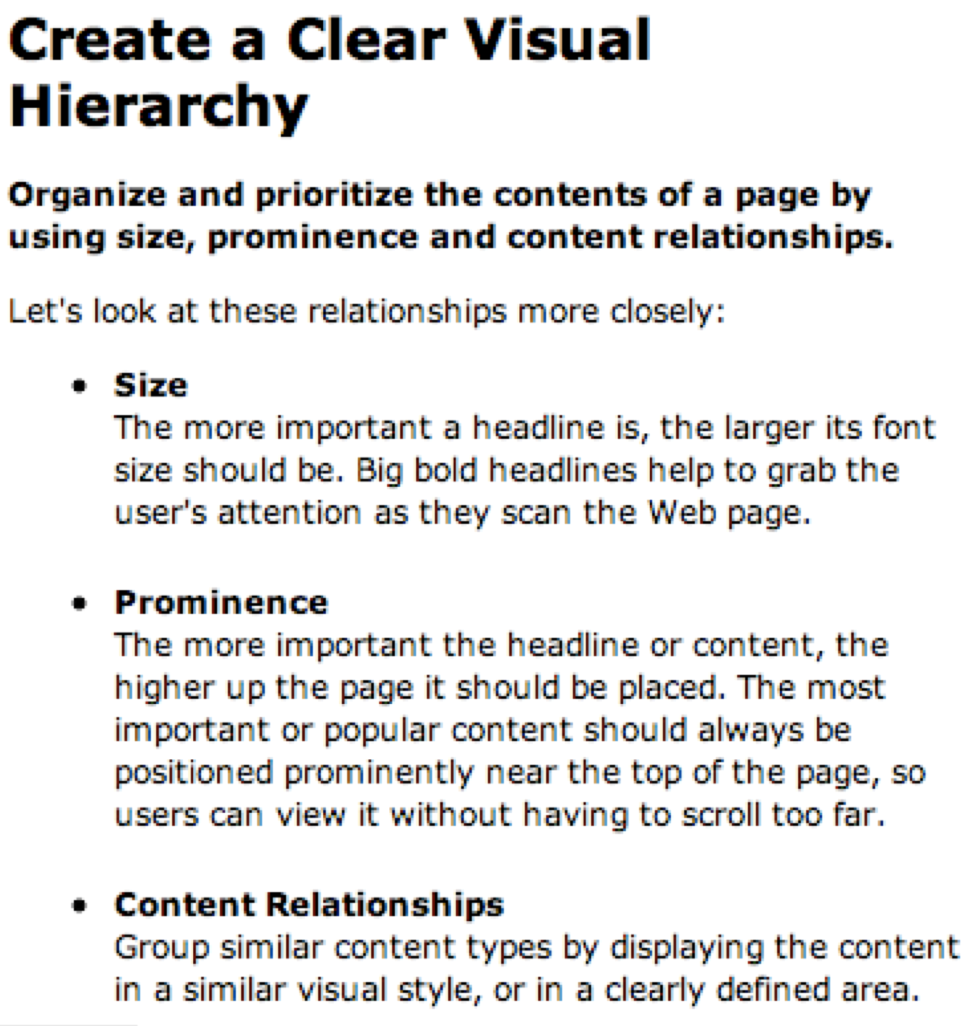 Create a Clear Visual
Hierarchy
Organize and prioritize the contents of a page by
using size, prominence and content relationships.
Let's look at these relationships more closely:
• Size
The more important a headline is, the larger its font
size should be. Big bold headlines help to grab the
user's attention as they scan the Web page.
• Prominence
The more important the headline or content, the
higher up the page it should be placed. The most
important or popular content should always be
positioned prominently near the top of the page, so
users can view it without having to scroll too far.
• Content Relationships
Group similar content types by displaying the content
in a similar visual style, or in a clearly defined area.